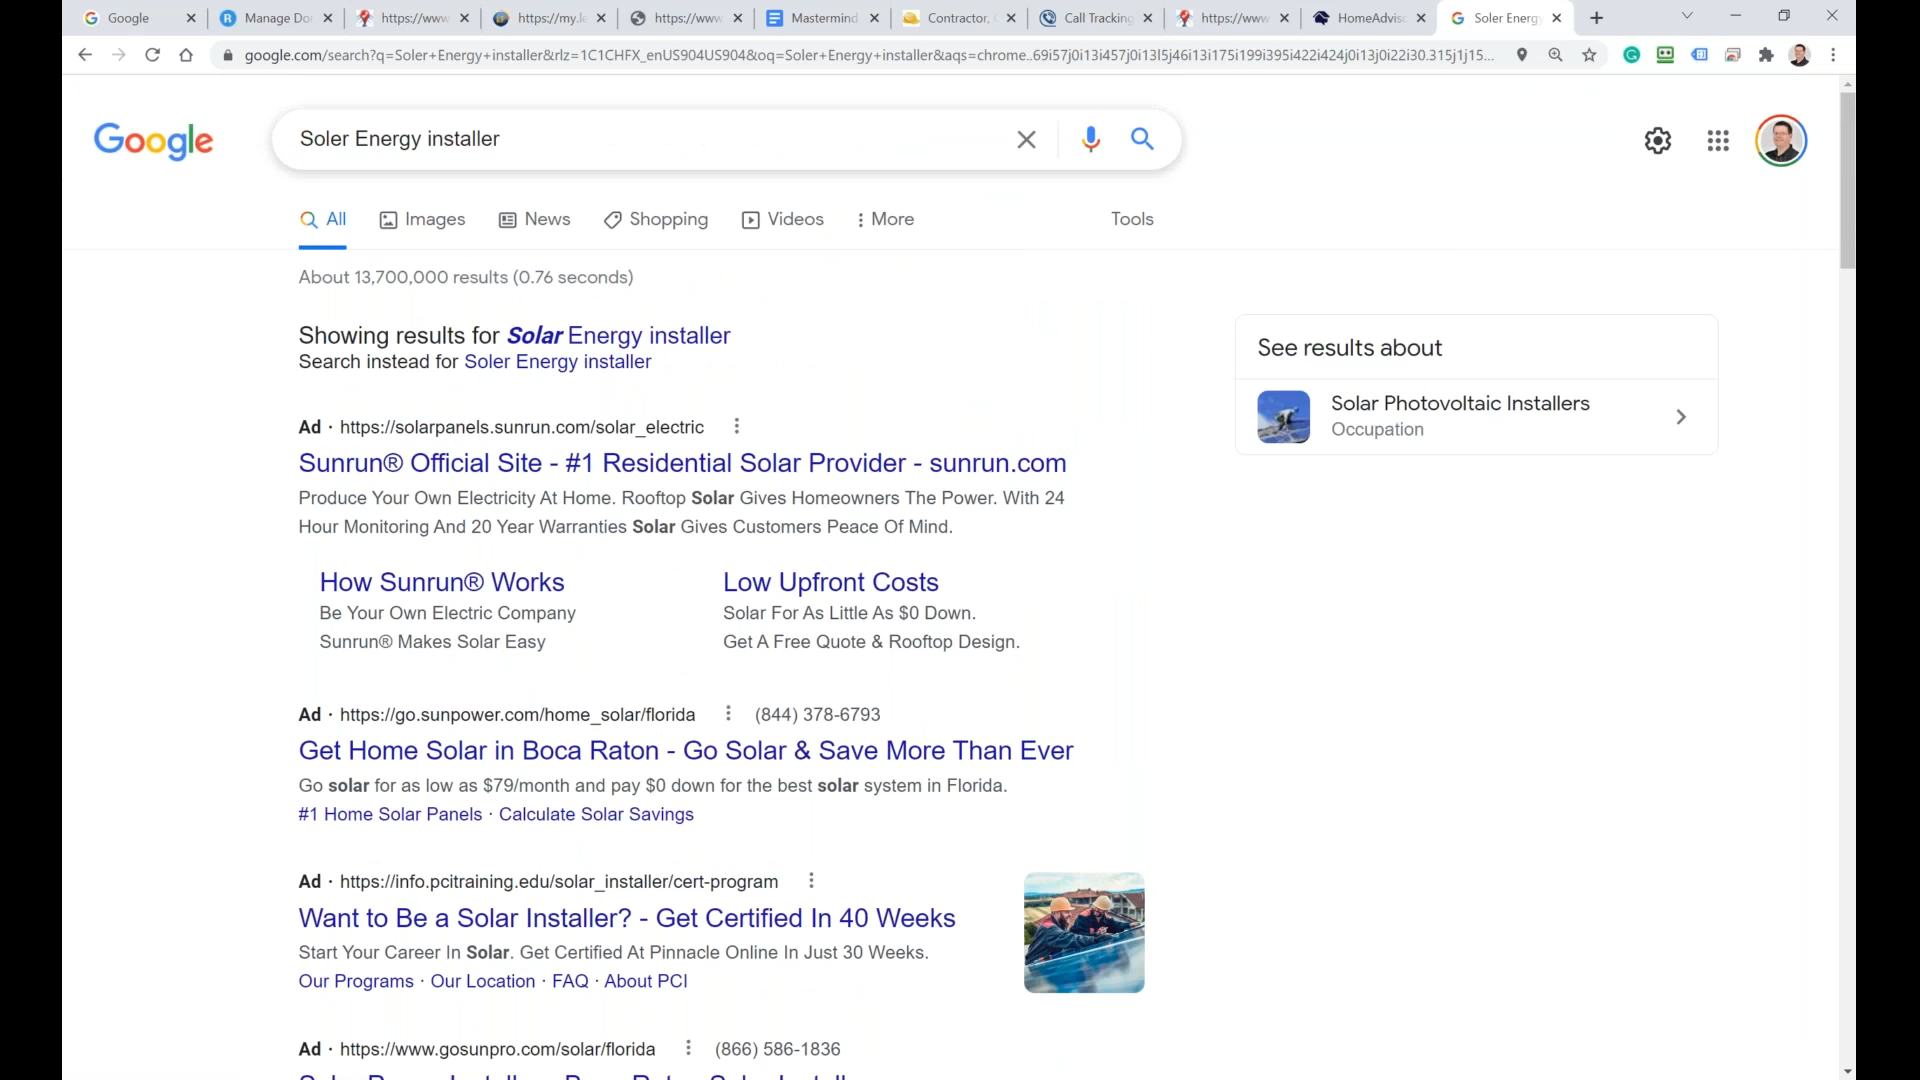 Google
Manage Do
https://www
https://my.l
https://www
Mastermind
Contractor,
Call Tracking
https://www
HomeAdvis
Soler Energy
google.com/search?q=Soler+Energy+installer&rlz=1C1CHFX_enUS904US904&oq=Soler+Energy+installer&aqs=chrome..69i57j0i13i457j0i13l5j46i13i175i199i395i422i424j0i13j0i22i30.315j1j15...
Google
Soler Energy installer
All
Images
News
Shopping
Videos
More
Tools
About 13,700,000 results (0.76 seconds)
Showing results for Solar Energy installer
Search instead for Soler Energy installer
See results about
Solar Photovoltaic Installers
Occupation
Ad · https://solarpanels.sunrun.com/solar_electric
Sunrun® Official Site - #1 Residential Solar Provider - sunrun.com
Produce Your Own Electricity At Home. Rooftop Solar Gives Homeowners The Power. With 24
Hour Monitoring And 20 Year Warranties Solar Gives Customers Peace Of Mind.
How Sunrun® Works
Be Your Own Electric Company
Sunrun® Makes Solar Easy
Low Upfront Costs
Solar For As Little As $0 Down.
Get A Free Quote & Rooftop Design.
Ad · https://go.sunpower.com/home_solar/florida (844) 378-6793
Get Home Solar in Boca Raton - Go Solar & Save More Than Ever
Go solar for as low as $79/month and pay $0 down for the best solar system in Florida.
#1 Home Solar Panels · Calculate Solar Savings
Ad · https://info.pcitraining.edu/solar_installer/cert-program
Want to Be a Solar Installer? - Get Certified In 40 Weeks
Start Your Career In Solar. Get Certified At Pinnacle Online In Just 30 Weeks.
Our Programs · Our Location · FAQ · About PCI
Ad · https://www.gosunpro.com/solar/florida (866) 586-1836